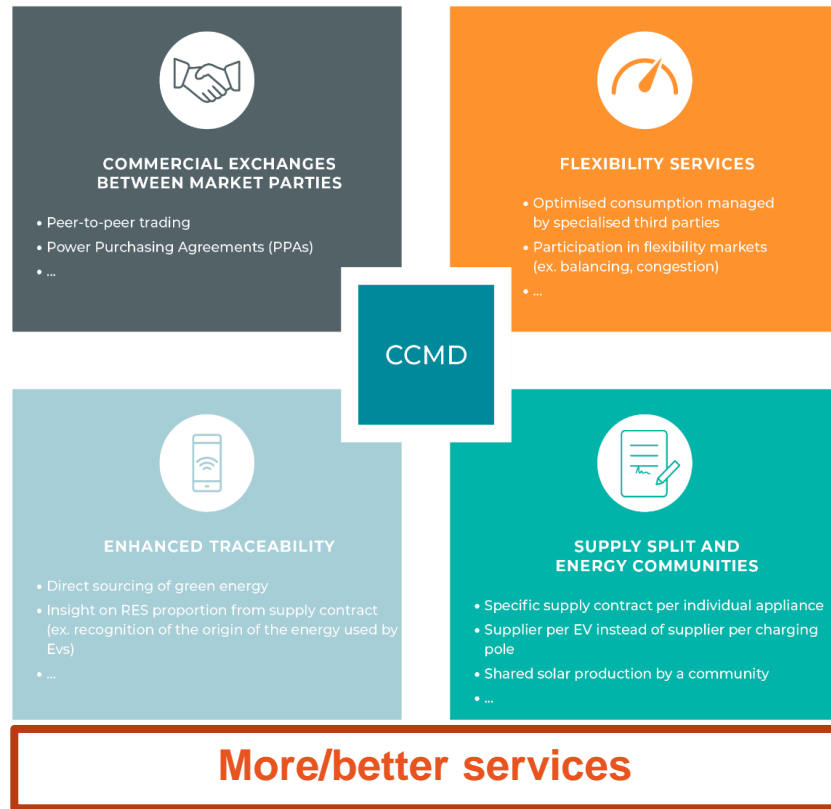 COMMERCIAL EXCHANGES
BETWEEN MARKET PARTIES
• Peer-to-peer trading
• Power Purchasing Agreements (PPAs)
• ...
FLEXIBILITY SERVICES
• Optimised consumption managed
by specialised third parties
• Participation in flexibility markets
(ex. balancing, congestion)
• ...
CCMD
ENHANCED TRACEABILITY
• Direct sourcing of green energy
• Insight on RES proportion from supply contract
(ex. recognition of the origin of the energy used by
Evs)
• ...
SUPPLY SPLIT AND
ENERGY COMMUNITIES
• Specific supply contract per individual appliance
• Supplier per EV instead of supplier per charging
pole
• Shared solar production by a community
• ...
More/better services